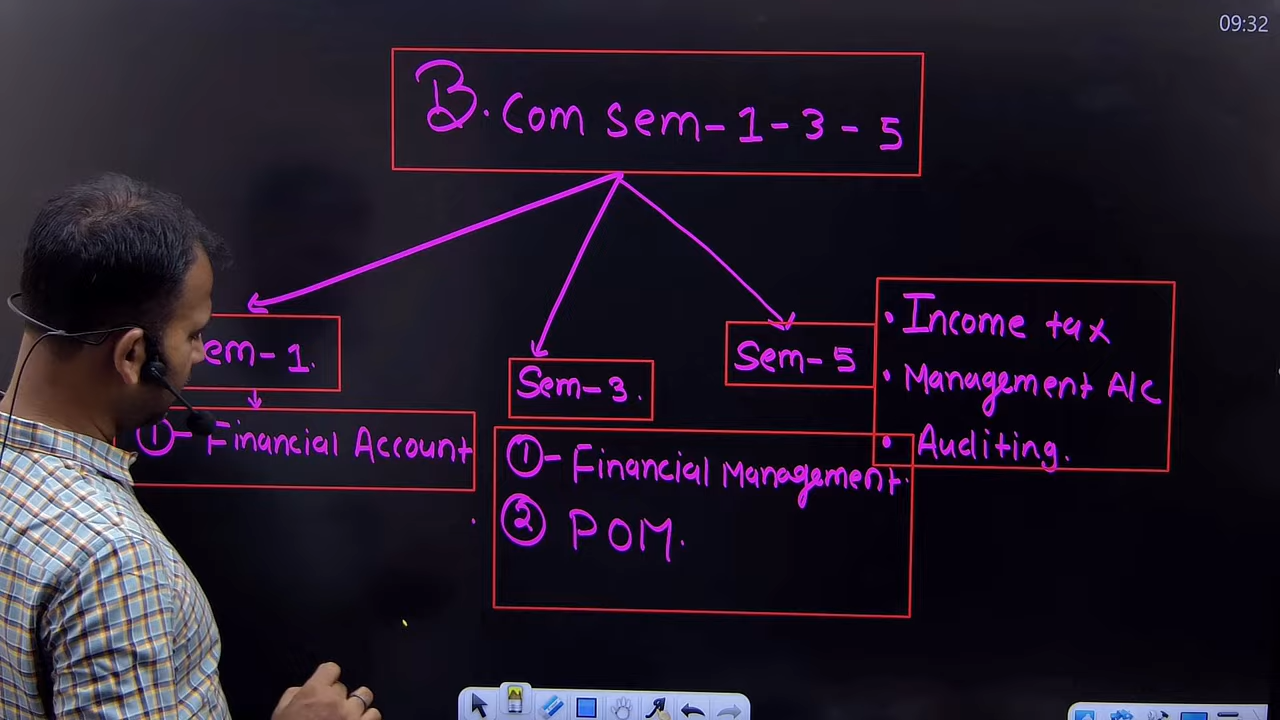 09:32
B.Com Sem-1-3-5
em-1.
①- Financial Account
Sem-3.
①- Financial Management.
② POM.
Sem-5
• Income tax
• Management A/c
• Auditing.